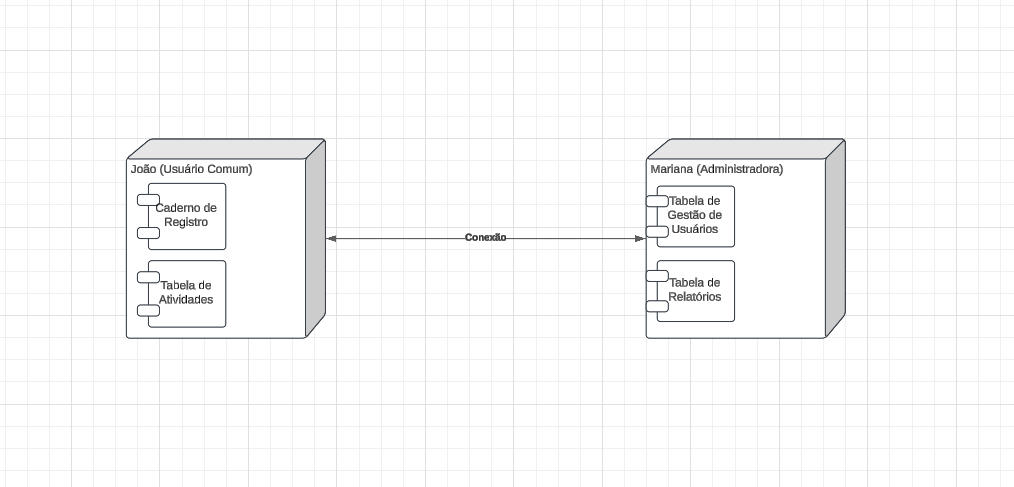 João (Usuário Comum)
Caderno de
Registro
Tabela de
Atividades
Conexão
Mariana (Administradora)
Tabela de
Gestão de
Usuários
Tabela de
Relatórios